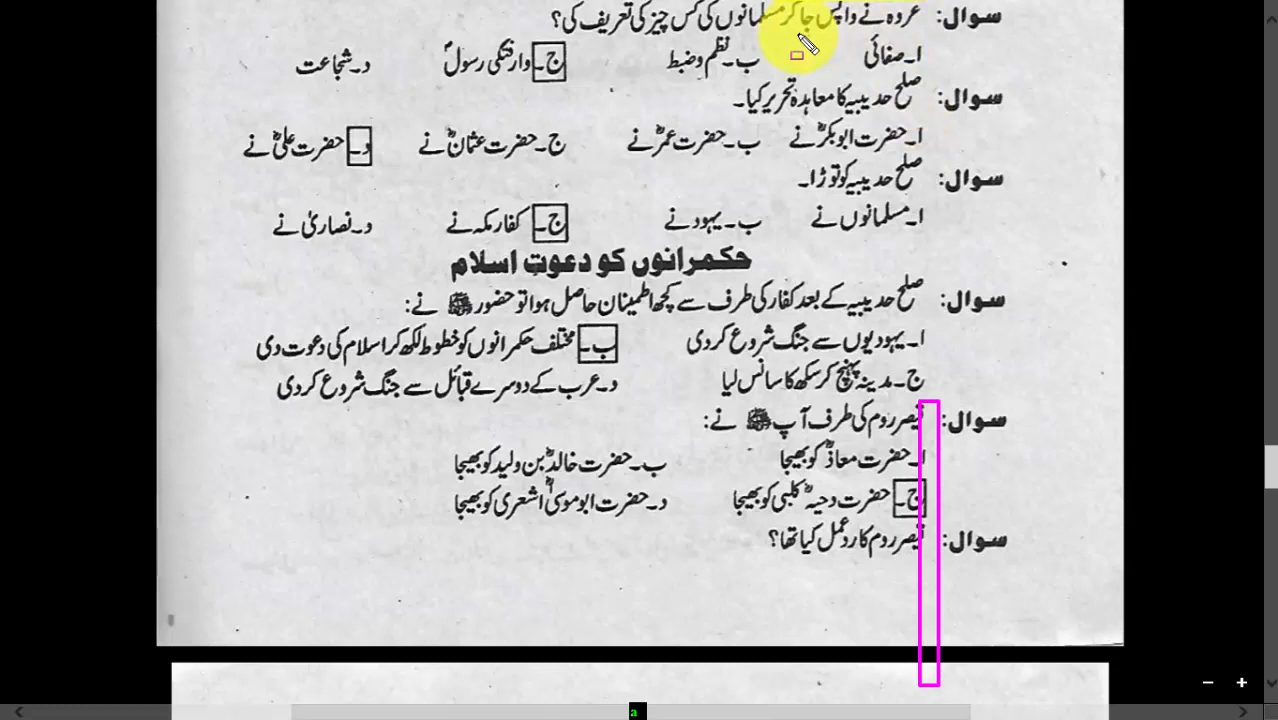 سوال: عروہ نے واپس جا کر مسلمانوں کی کس چیز کی تعریف کی؟
ا۔ صفائی ب۔ نظم و ضبط ج۔ وارفتگی رسولؐ د۔ شجاعت
سوال: صلح حدیبیہ کا معاہدہ تحریر کیا۔
ا۔ حضرت ابوبکرؓ نے ب۔ حضرت عمرؓ نے ج۔ حضرت عثمانؓ نے د۔ حضرت علیؓ نے
سوال: صلح حدیبیہ کو توڑا۔
ا۔ مسلمانوں نے ب۔ یہود نے ج۔ کفار مکہ نے د۔ نصاریٰ نے
حکمرانوں کو دعوتِ اسلام
سوال: صلح حدیبیہ کے بعد کفار کی طرف سے کچھ اطمینان حاصل ہوا تو حضور ﷺ نے:
ا۔ یہودیوں سے جنگ شروع کر دی ب۔ مختلف حکمرانوں کو خطوط لکھ کر اسلام کی دعوت دی
ج۔ مدینہ پہنچ کر سکھ کا سانس لیا د۔ عرب کے دوسرے قبائل سے جنگ شروع کر دی
سوال: قیصر روم کی طرف آپ ﷺ نے:
ا۔ حضرت معاذؓ کو بھیجا ب۔ حضرت خالدؓ بن ولید کو بھیجا
ج۔ حضرت دحیہؓ کلبی کو بھیجا د۔ حضرت ابو موسیٰؓ اشعری کو بھیجا
سوال: قیصر روم کا ردعمل کیا تھا؟
a